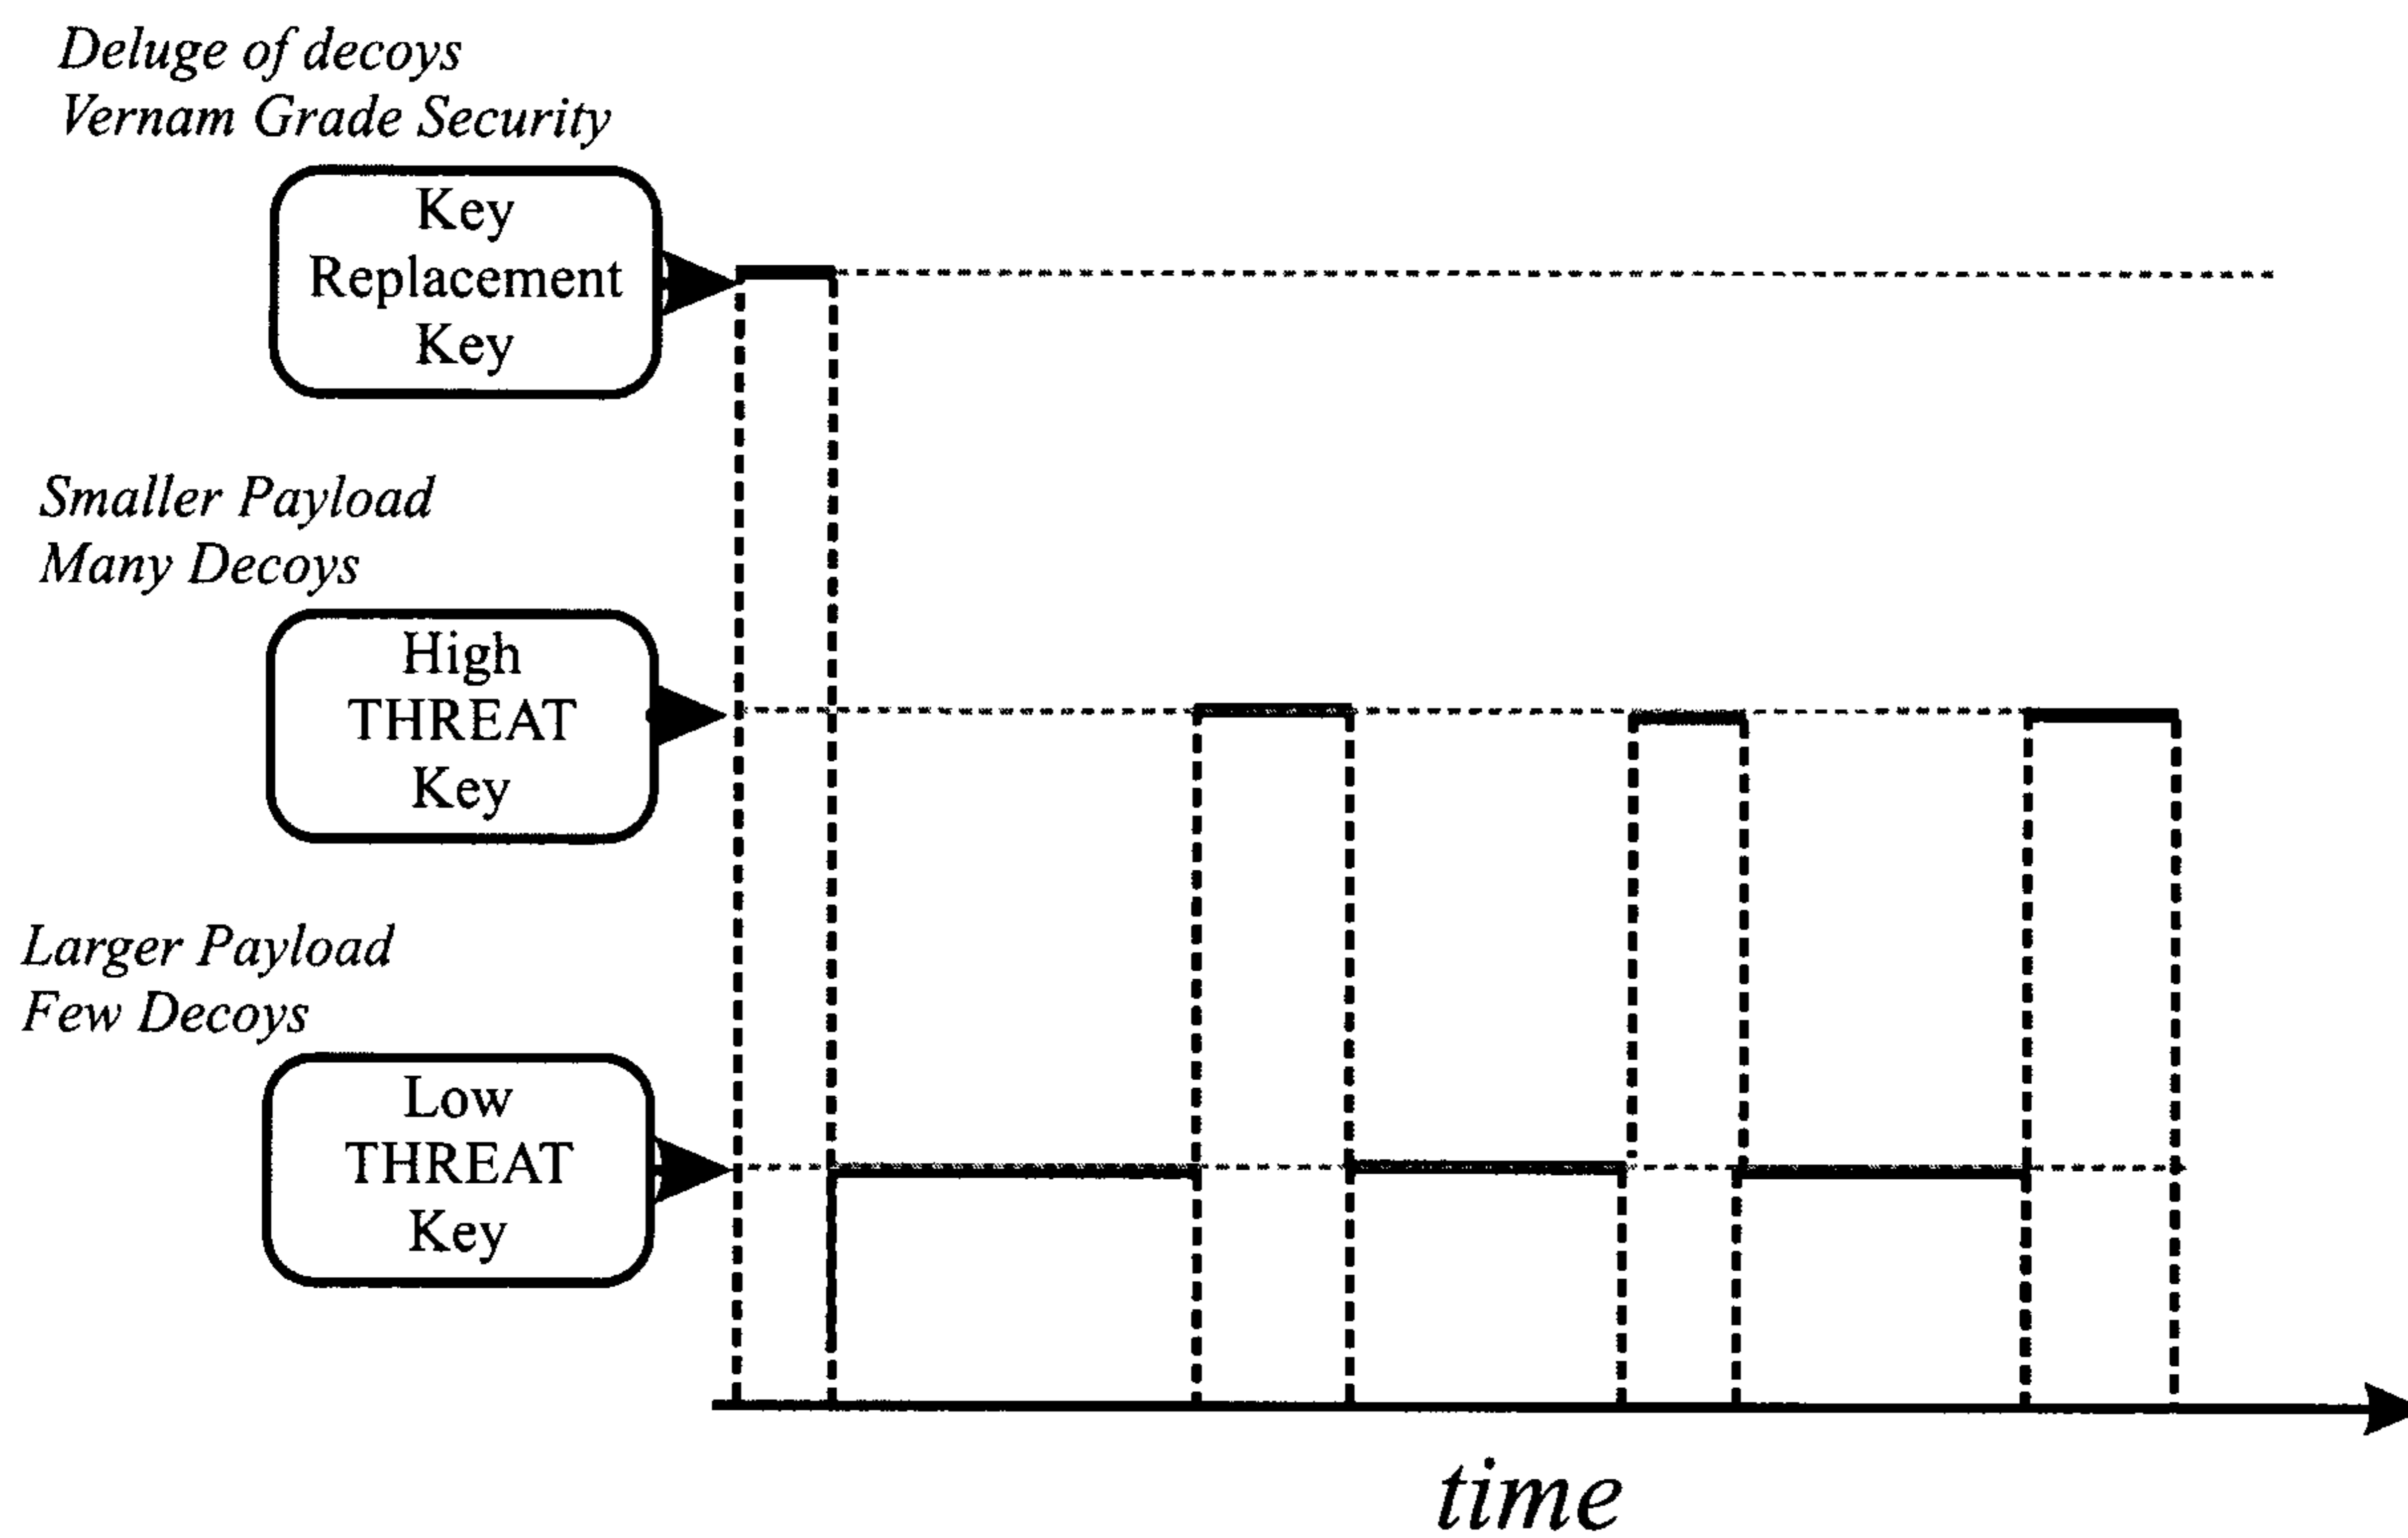 Deluge of decoys
Vernam Grade Security
Key
Replacement
Key
Smaller Payload
Many Decoys
High
THREAT
Key
Larger Payload
Few Decoys
Low
THREAT
Key
time